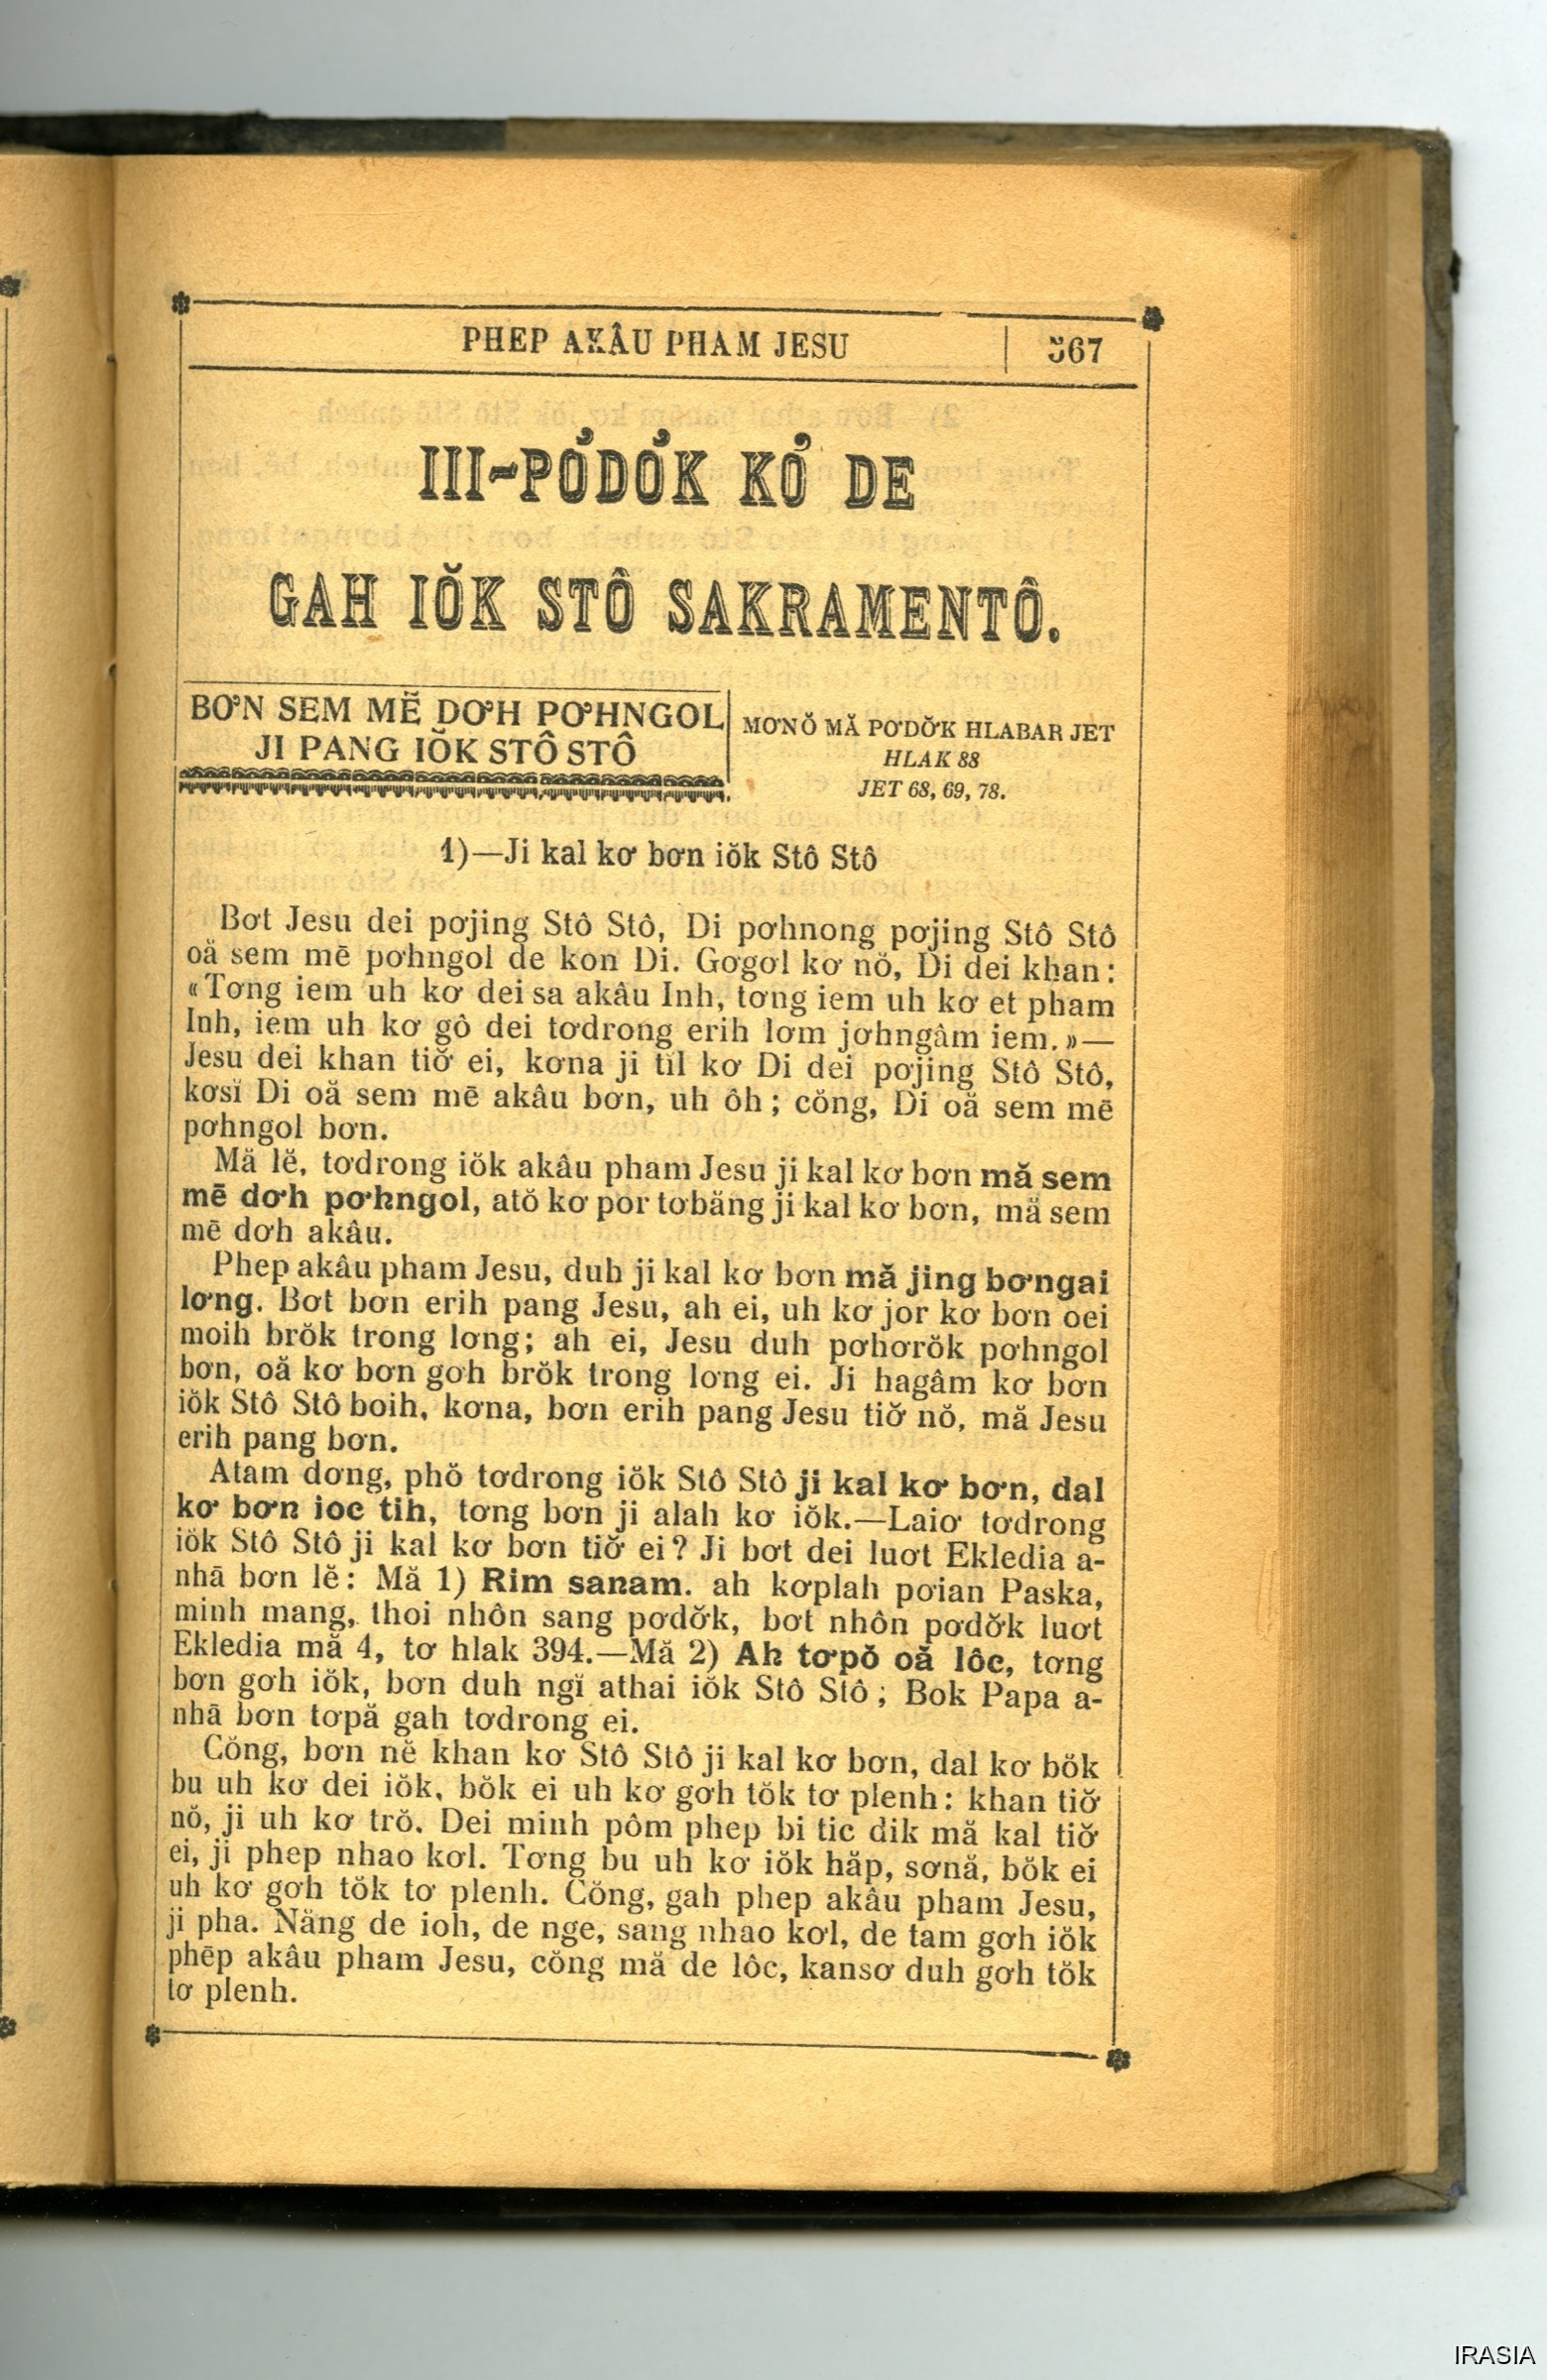 PHEP AKÂU PHAM JESU 567
III-PƠDƠK KƠ DE
GAH IŎK STÔ SAKRAMENTÔ.
BƠN SEM MẼ DƠH PƠHNGOL
JI PANG IŎK STÔ STÔ
MƠNŎ MĂ PƠDƠ̆K HLABAR JET
HLAK 88
JET 68, 69, 78.
1)—Ji kal kơ bơn iŏk Stô Stô
Bơt Jesu dei pơjing Stô Stô, Di pơhnong pơjing Stô Stô
oă sem mē pơhngol de kon Di. Gơgơl kơ nŏ, Di dei khan:
«Tơng iem uh kơ dei sa akâu Inh, tơng iem uh kơ et pham
Inh, iem uh kơ gô dei tơdrong erih lơm jơhngâm iem.»—
Jesu dei khan tiơ̆ ei, kơna ji til kơ Di dei pơjing Stô Stô,
kơsĭ Di oă sem mē akâu bơn, uh ôh; cŏng, Di oă sem mē
pơhngol bơn.
Mă lĕ, tơdrong iŏk akâu pham Jesu ji kal kơ bơn mă sem
mē dơh pơhngol, atŏ kơ por tơbăng ji kal kơ bơn, mă sem
mē dơh akâu.
Phep akâu pham Jesu, duh ji kal kơ bơn mă jing bơngai
lơng. Bơt bơn erih pang Jesu, ah ei, uh kơ jor kơ bơn oei
moih brŏk trong lơng; ah ei, Jesu duh pơhơrŏk pơhngol
bơn, oă kơ bơn gơh brŏk trong lơng ei. Ji hagâm kơ bơn
iŏk Stô Stô boih, kơna, bơn erih pang Jesu tiơ̆ nŏ, mă Jesu
erih pang bơn.
Atam dơng, phŏ tơdrong iŏk Stô Stô ji kal kơ bơn, dal
kơ bơn ioc tih, tơng bơn ji alah kơ iŏk.—Laiơ tơdrong
iŏk Stô Stô ji kal kơ bơn tiơ̆ ei? Ji bơt dei luơt Ekledia a-
nhā bơn lĕ: Mă 1) Rim sanam. ah kơplah pơian Paska,
minh mang, thoi nhôn sang pơdơ̆k, bơt nhôn pơdơ̆k luơt
Ekledia mă 4, tơ hlak 394.—Mă 2) Ah tơpŏ oă lôc, tơng
bơn gơh iŏk, bơn duh ngĭ athai iŏk Stô Stô; Bok Papa a-
nhā bơn tơpă gah tơdrong ei.
Cŏng, bơn nĕ khan kơ Stô Stô ji kal kơ bơn, dal kơ bŏk
bu uh kơ dei iŏk, bŏk ei uh kơ gơh tŏk tơ plenh: khan tiơ̆
nŏ, ji uh kơ trŏ. Dei minh pôm phep bi tic dik mă kal tiơ̆
ei, ji phep nhao kơl. Tơng bu uh kơ iŏk hăp, sơnă, bŏk ei
uh kơ gơh tŏk tơ plenh. Cŏng, gah phep akâu pham Jesu,
ji pha. Năng de ioh, de nge, sang nhao kơl, de tam gơh iŏk
phēp akâu pham Jesu, cŏng mă de lôc, kansơ duh gơh tŏk
tơ plenh.
IRASIA